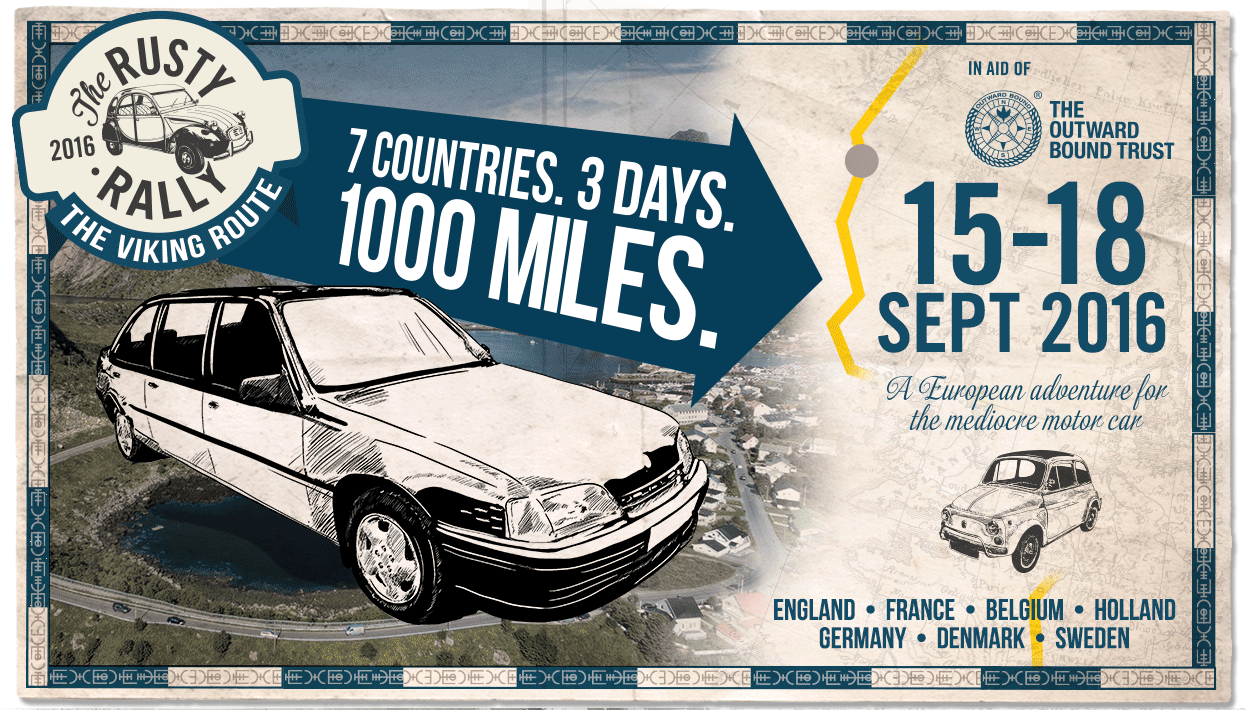 The RUSTY
2016
• RALLY
THE VIKING ROUTE
7 COUNTRIES. 3 DAYS.
1000 MILES.
IN AID OF
OUTWARD BOUND
®
THE
OUTWARD
BOUND TRUST
15-18
SEPT 2016
A European adventure for
the mediocre motor car
ENGLAND • FRANCE • BELGIUM • HOLLAND
GERMANY • DENMARK • SWEDEN